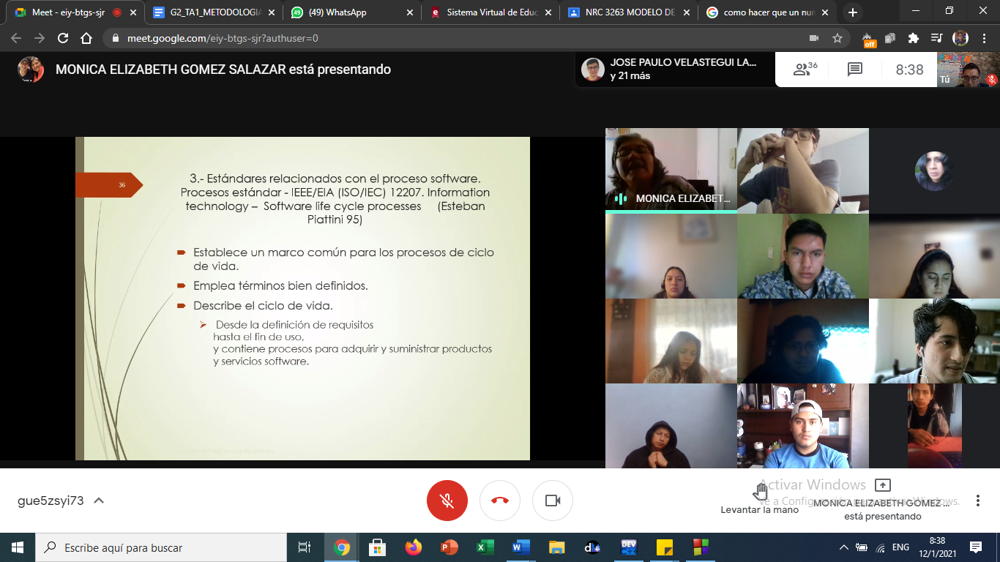 Meet - eiy-btgs-sjr
G2_TA1_METODOLOGIA
(49) WhatsApp
Sistema Virtual de Educ
NRC 3263 MODELO DE
como hacer que un nun
meet.google.com/eiy-btgs-sjr?authuser=0
off
MONICA ELIZABETH GOMEZ SALAZAR está presentando
JOSE PAULO VELASTEGUI LA...
y 21 más
36
8:38
Tú
36
3.- Estándares relacionados con el proceso software.
Procesos estándar - IEEE/EIA (ISO/IEC) 12207. Information
technology – Software life cycle processes (Esteban
Piattini 95)
Establece un marco común para los procesos de ciclo
de vida.
Emplea términos bien definidos.
Describe el ciclo de vida.
Desde la definición de requisitos
hasta el fin de uso,
y contiene procesos para adquirir y suministrar productos
y servicios software.
MONICA ELIZABET...
gue5zsyi73
Levantar la mano
Activar Windows
Ve a Configuración para activar Windows.
MONICA ELIZABETH GOMEZ ...
está presentando
Escribe aquí para buscar
DEV
ENG
8:38
12/1/2021